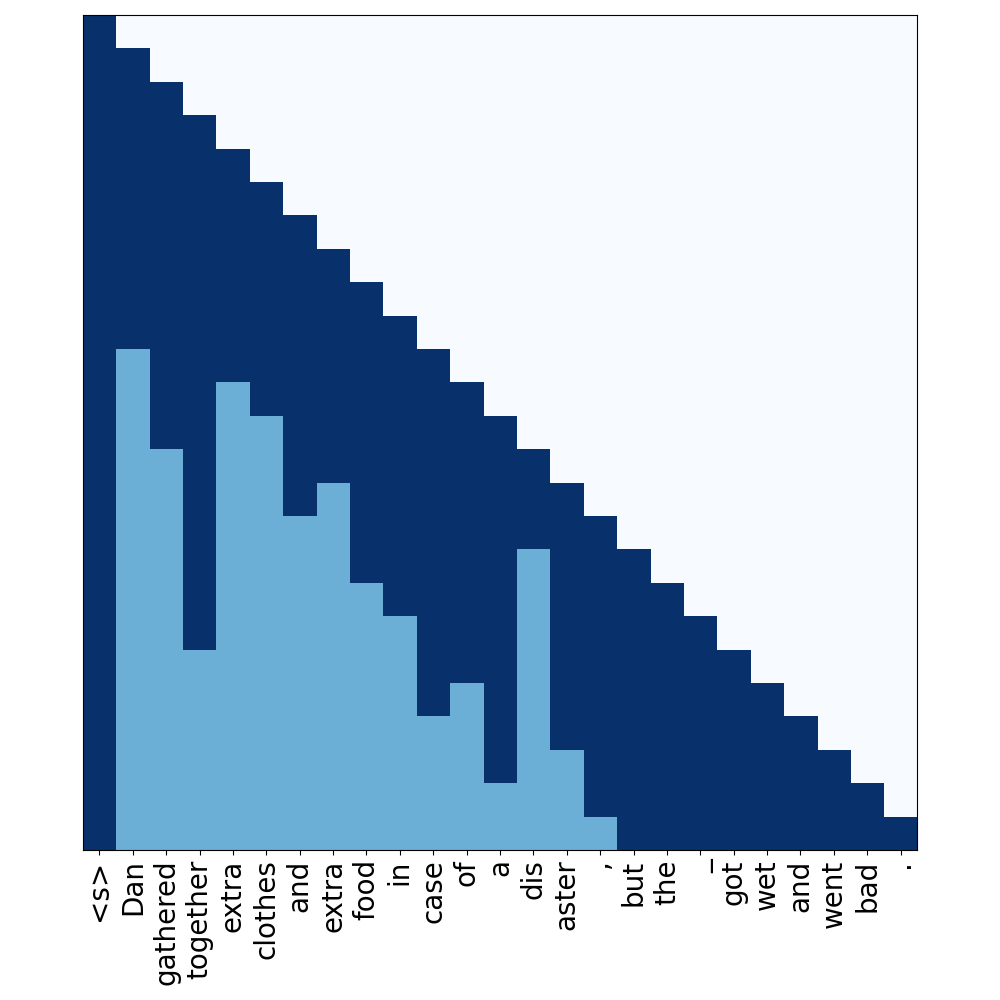 <s> Dan gathered together extra clothes and extra food in case of a dis aster , but the _ got wet and went bad .